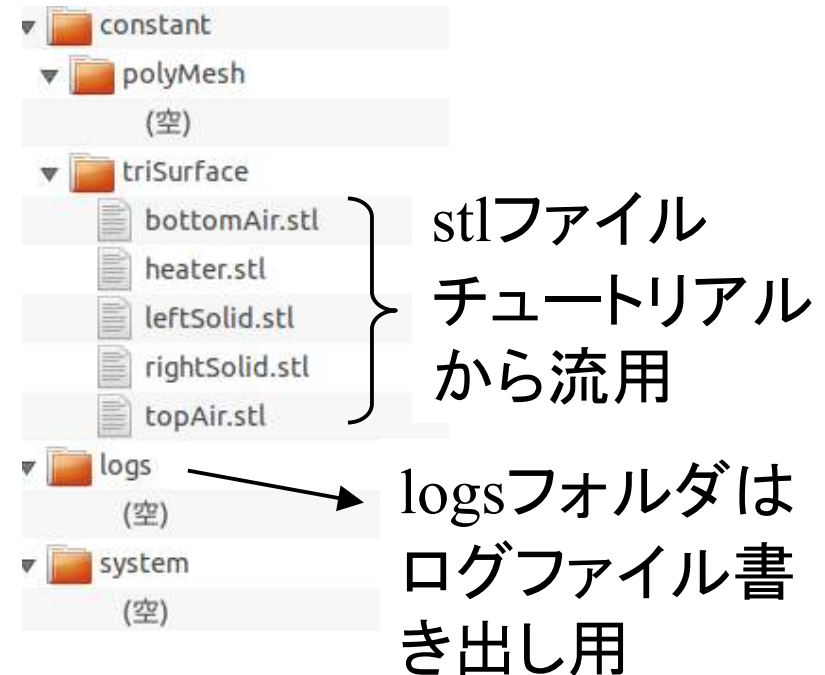 constant
polyMesh
(空)
triSurface
bottomAir.stl
heater.stl
leftSolid.stl
rightSolid.stl
topAir.stl
stlファイル
チュートリアル
から流用
logs
(空)
system
(空)
logsフォルダは
ログファイル書
き出し用